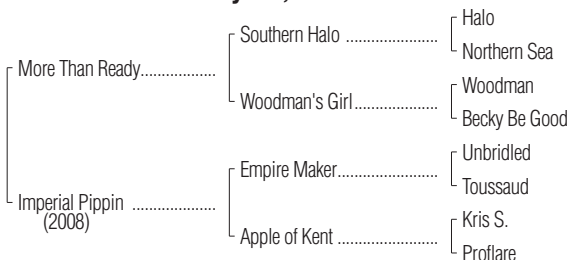 Halo
Southern Halo ....................
Northern Sea
More Than Ready................
Woodman
Woodman's Girl..................
Becky Be Good
Unbridled
Empire Maker......................
Toussaud
Imperial Pippin ..................
(2008)
Kris S.
Apple of Kent ......................
Proflare